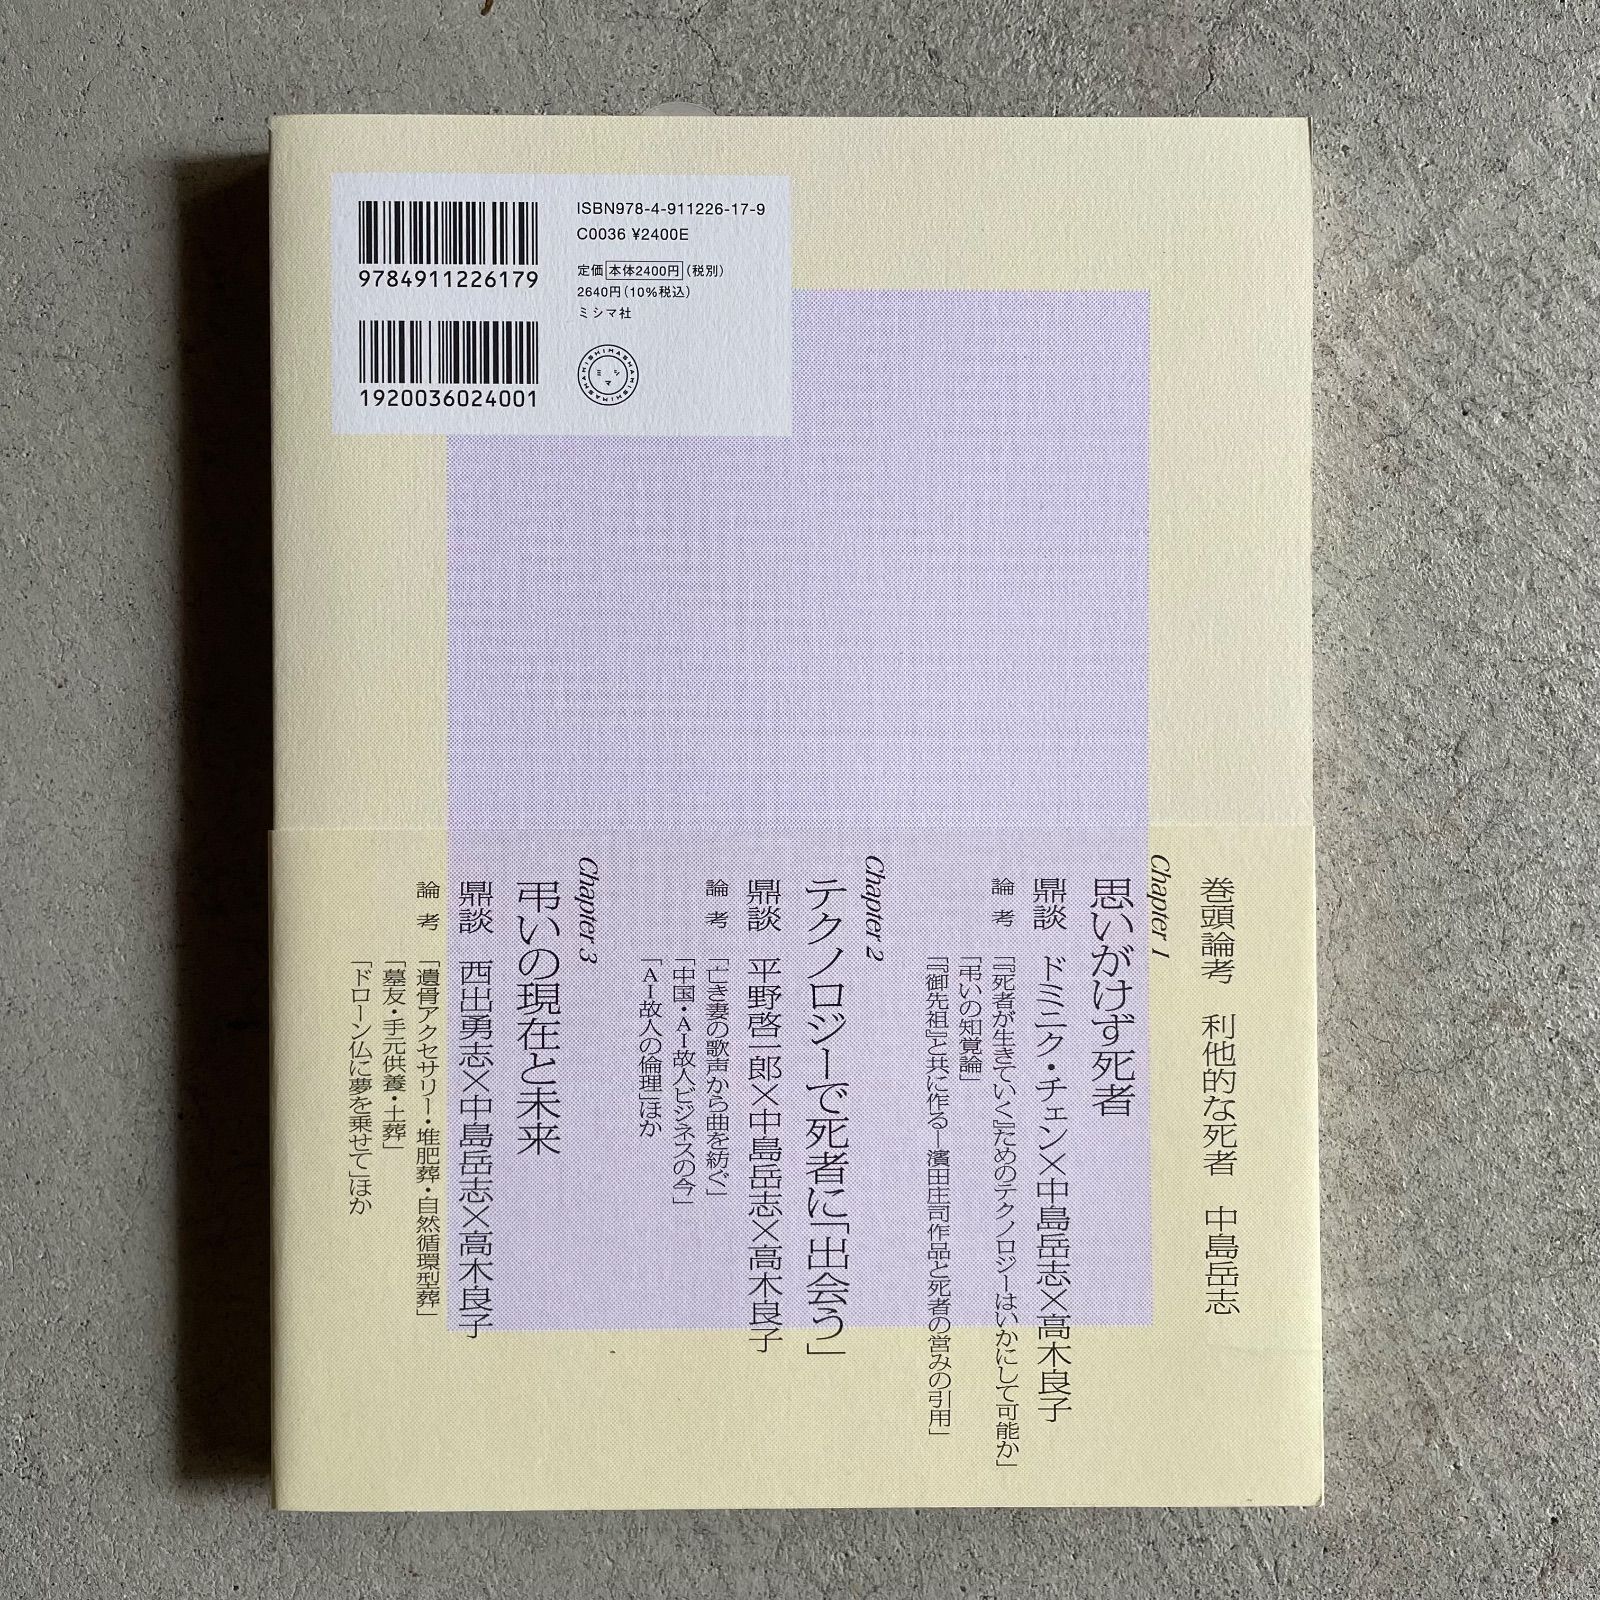 ISBN978-4-911226-17-9
C0036 ¥2400E
定価 本体2400円(税別)
2640円(10%税込)
ミシマ社
9784911226179
1920036024001
MISHIMASHA MISHIMASHA
ミシマ
巻頭論考 利他的な死者 中島岳志
Chapter 1
思いがけず死者
鼎談 ドミニク・チェン×中島岳志×高木良子
論考 「『死者が生きていく』ためのテクノロジーはいかにして可能か」
「弔いの知覚論」
「『御先祖』と共に作る―濱田庄司作品と死者の営みの引用」
Chapter 2
テクノロジーで死者に「出会う」
鼎談 平野啓一郎×中島岳志×高木良子
論考 「亡き妻の歌声から曲を紡ぐ」
「中国・AI故人ビジネスの今」
「AI故人の倫理」ほか
Chapter 3
弔いの現在と未来
鼎談 西出勇志×中島岳志×高木良子
論考 「遺骨アクセサリー・堆肥葬・自然循環型葬」
「墓友・手元供養・土葬」
「ドローン仏に夢を乗せて」ほか